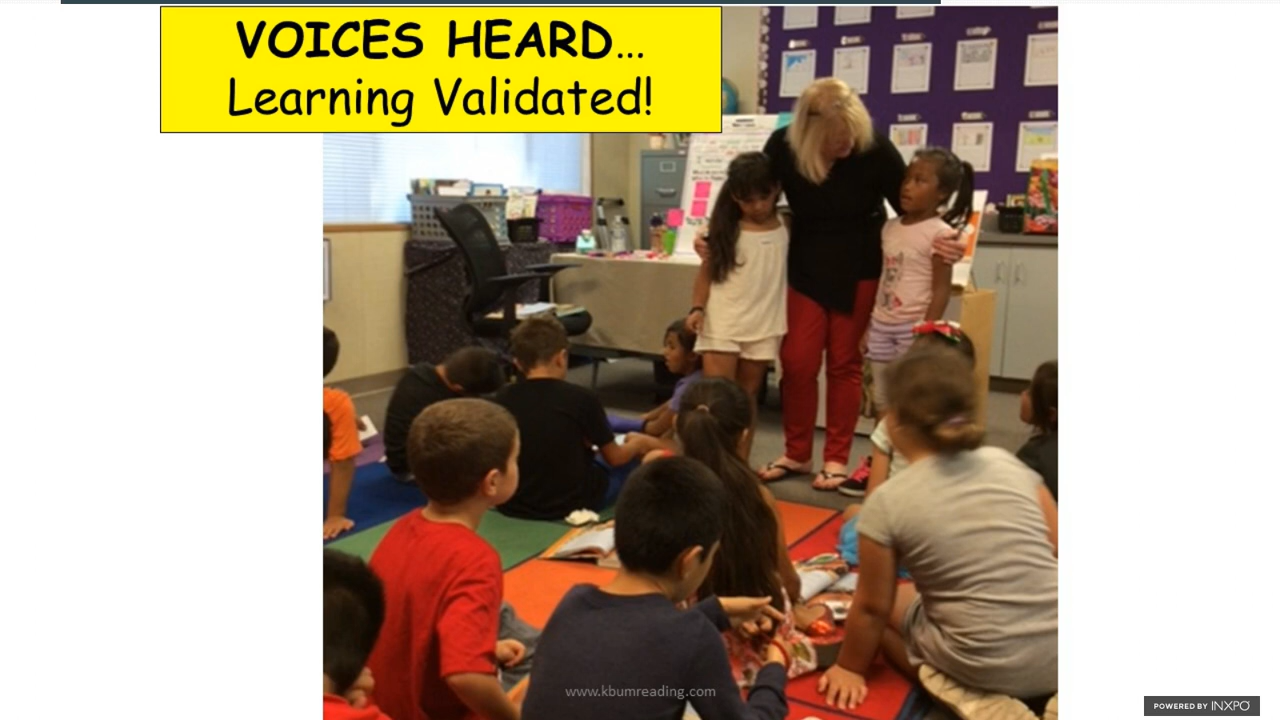 VOICES HEARD...
Learning Validated!
www.kbumreading.com
POWERED BY INXPO